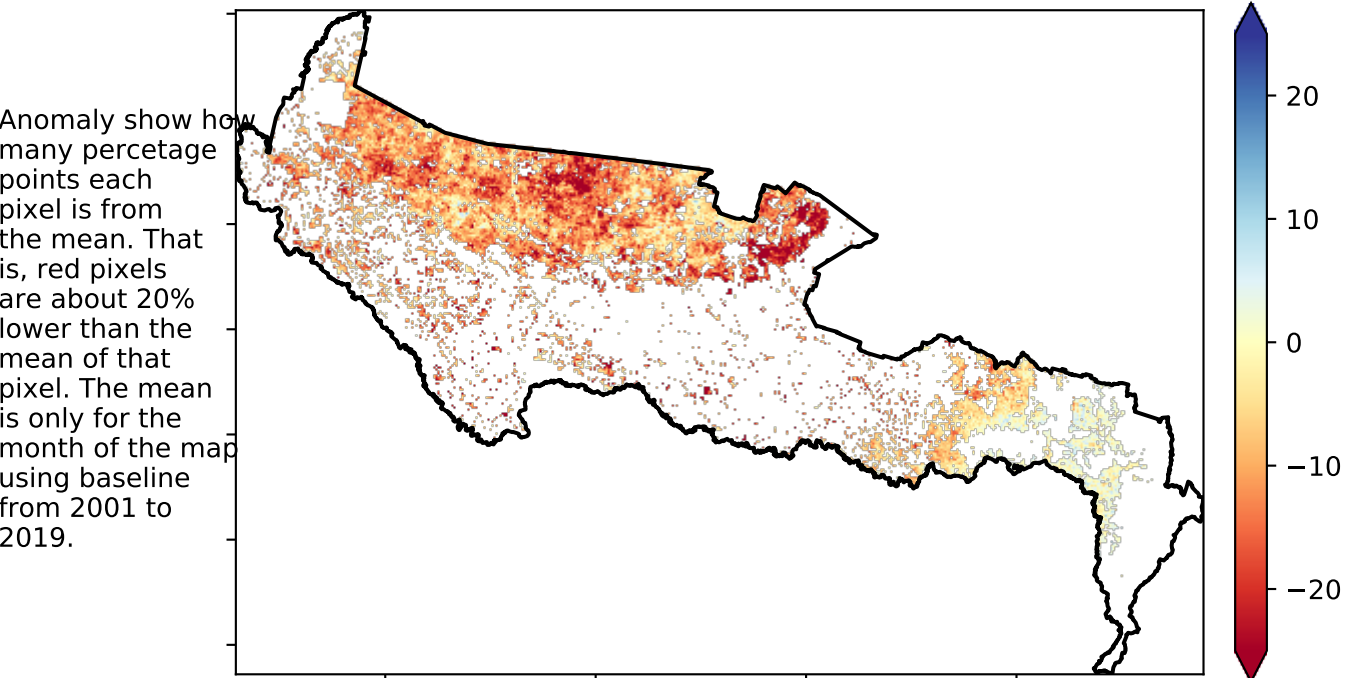 Anomaly show how
many percetage
points each
pixel is from
the mean. That
is, red pixels
are about 20%
lower than the
mean of that
pixel. The mean
is only for the
month of the map
using baseline
from 2001 to
2019.
20
10
0
−10
−20